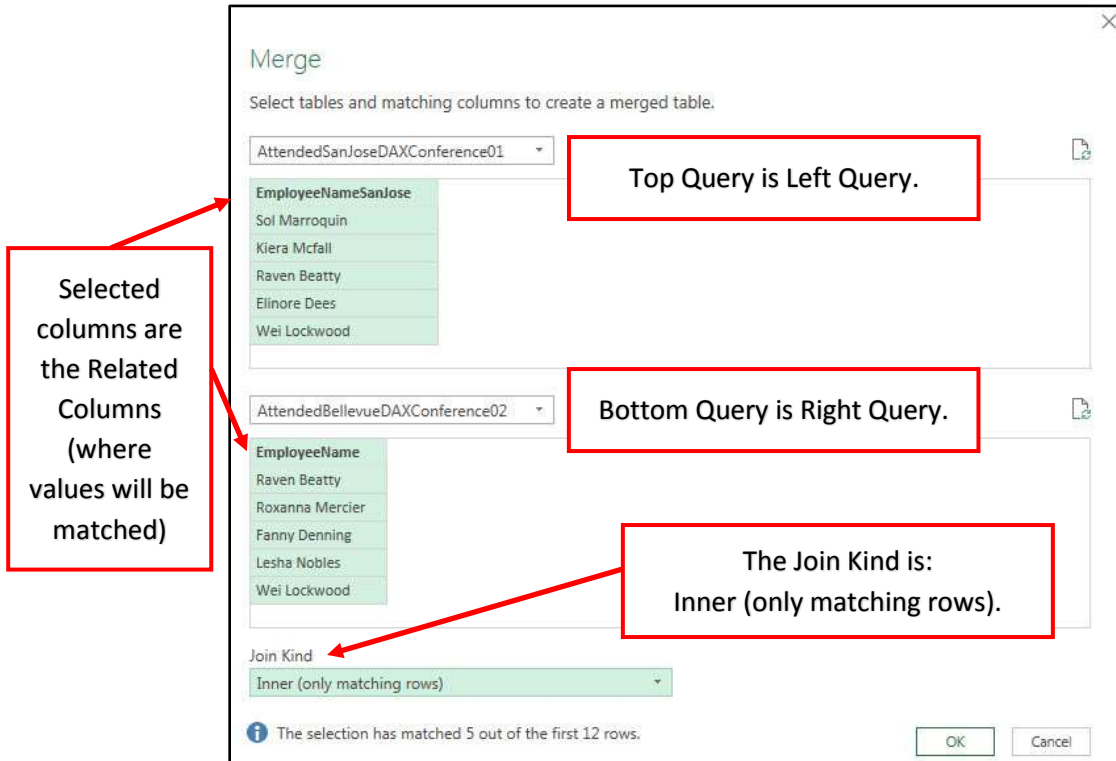 Merge
Select tables and matching columns to create a merged table.
AttendedSanJoseDAXConference01
Top Query is Left Query.
EmployeeNameSanJose
Sol Marroquin
Kiera Mcfall
Raven Beatty
Elinore Dees
Wei Lockwood
Selected
columns are
the Related
Columns
(where
values will be
matched)
AttendedBellevueDAXConference02
Bottom Query is Right Query.
EmployeeName
Raven Beatty
Roxanna Mercier
Fanny Denning
Lesha Nobles
Wei Lockwood
The Join Kind is:
Inner (only matching rows).
Join Kind
Inner (only matching rows)
The selection has matched 5 out of the first 12 rows.
OK
Cancel